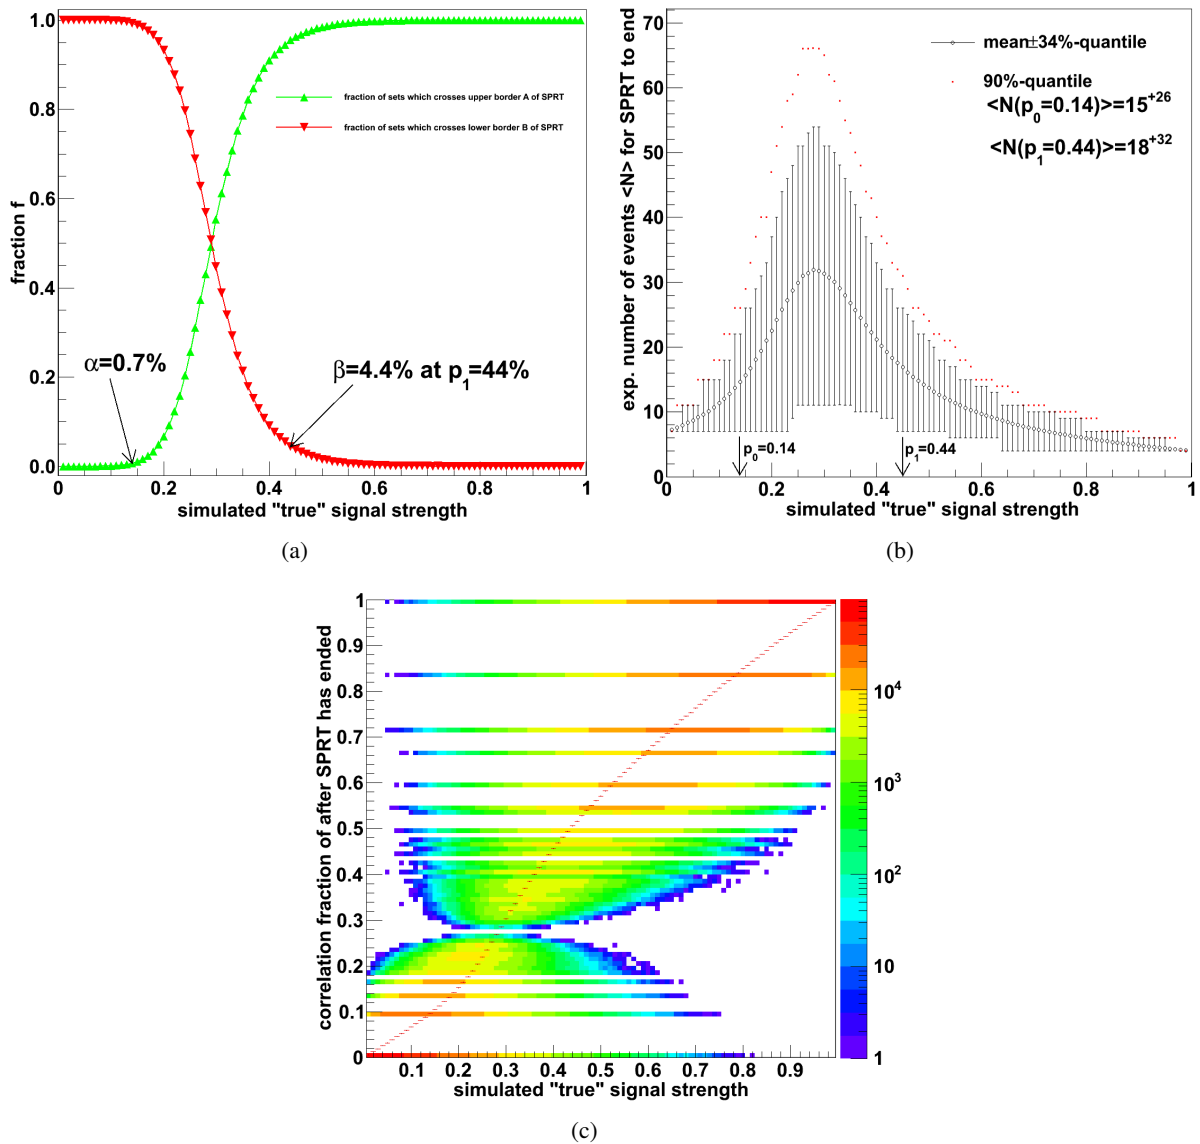 fraction f
1.0
0.8
0.6
0.4
0.2
0.0
fraction of sets which crosses upper border A of SPRT
fraction of sets which crosses lower border B of SPRT
α=0.7%
β=4.4% at p1=44%
0 0.2 0.4 0.6 0.8 1
simulated "true" signal strength
(a)
exp. number of events <N> for SPRT to end
70
60
50
40
30
20
10
0
mean±34%-quantile
90%-quantile
<N(p0=0.14)>=15+26
<N(p1=0.44)>=18+32
p0=0.14
p1=0.44
0 0.2 0.4 0.6 0.8 1
simulated "true" signal strength
(b)
correlation fraction of after SPRT has ended
1
0.9
0.8
0.7
0.6
0.5
0.4
0.3
0.2
0.1
0
0.1 0.2 0.3 0.4 0.5 0.6 0.7 0.8 0.9
simulated "true" signal strength
10^4
10^3
10^2
10
1
(c)